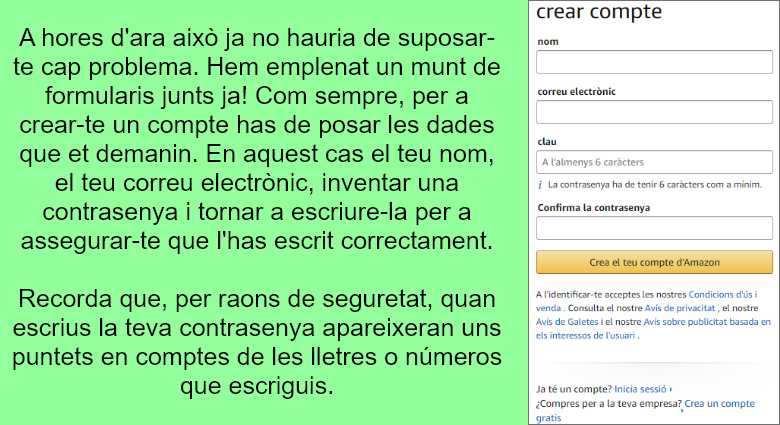 A hores d'ara això ja no hauria de suposar-
te cap problema. Hem emplenat un munt de
formularis junts ja! Com sempre, per a
crear-te un compte has de posar les dades
que et demanin. En aquest cas el teu nom,
el teu correu electrònic, inventar una
contrasenya i tornar a escriure-la per a
assegurar-te que l'has escrit correctament.
Recorda que, per raons de seguretat, quan
escrius la teva contrasenya apareixeran uns
puntets en comptes de les lletres o números
que escriguis.
crear compte
nom
correu electrònic
clau
A l'almenys 6 caràcters
i La contrasenya ha de tenir 6 caràcters com a mínim.
Confirma la contrasenya
Crea el teu compte d'Amazon
A l'identificar-te acceptes les nostres Condicions d'ús i
venda . Consulta el nostre Avís de privacitat , el nostre
Avís de Galetes i el nostre Avís sobre publicitat basada en
els interessos de l'usuari .
Ja té un compte? Inicia sessió
¿Compres per a la teva empresa? Crea un compte
gratis